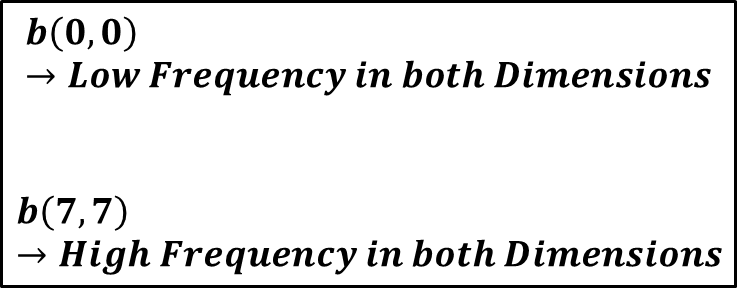 b(0,0)
→ Low Frequency in both Dimensions
b(7,7)
→ High Frequency in both Dimensions